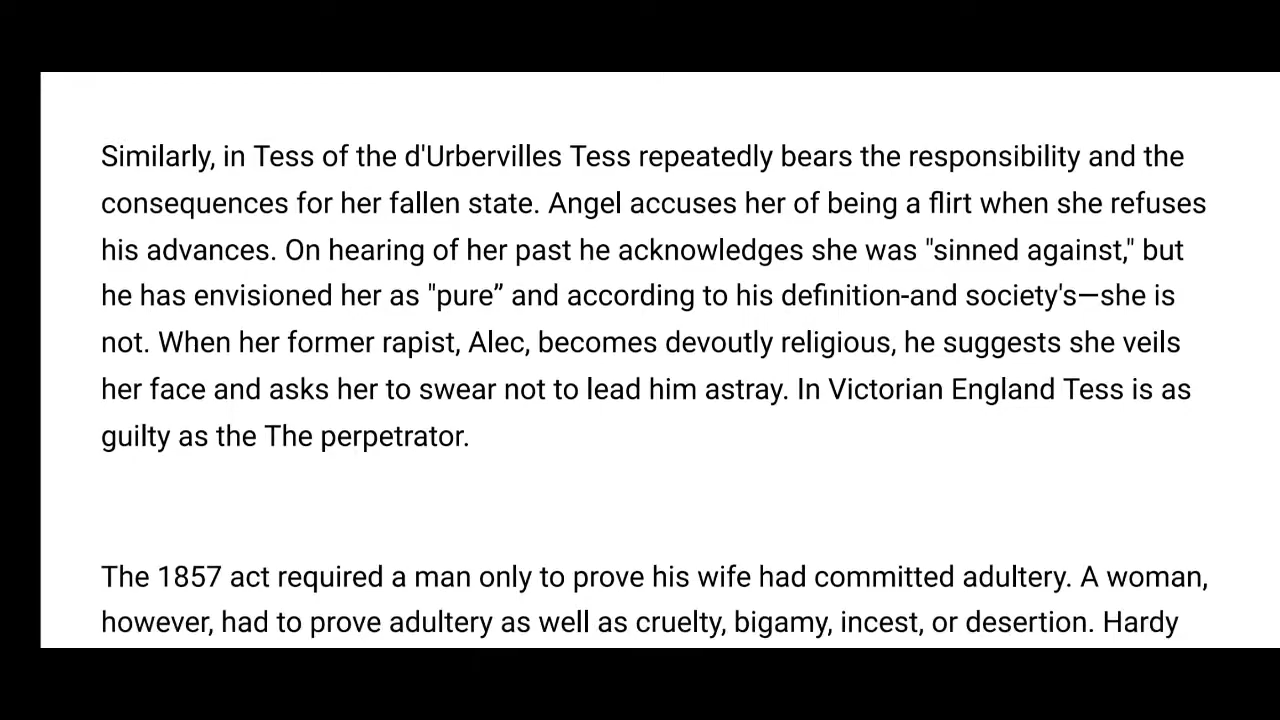 Similarly, in Tess of the d'Urbervilles Tess repeatedly bears the responsibility and the
consequences for her fallen state. Angel accuses her of being a flirt when she refuses
his advances. On hearing of her past he acknowledges she was "sinned against," but
he has envisioned her as "pure” and according to his definition-and society's—she is
not. When her former rapist, Alec, becomes devoutly religious, he suggests she veils
her face and asks her to swear not to lead him astray. In Victorian England Tess is as
guilty as the The perpetrator.
The 1857 act required a man only to prove his wife had committed adultery. A woman,
however, had to prove adultery as well as cruelty, bigamy, incest, or desertion. Hardy